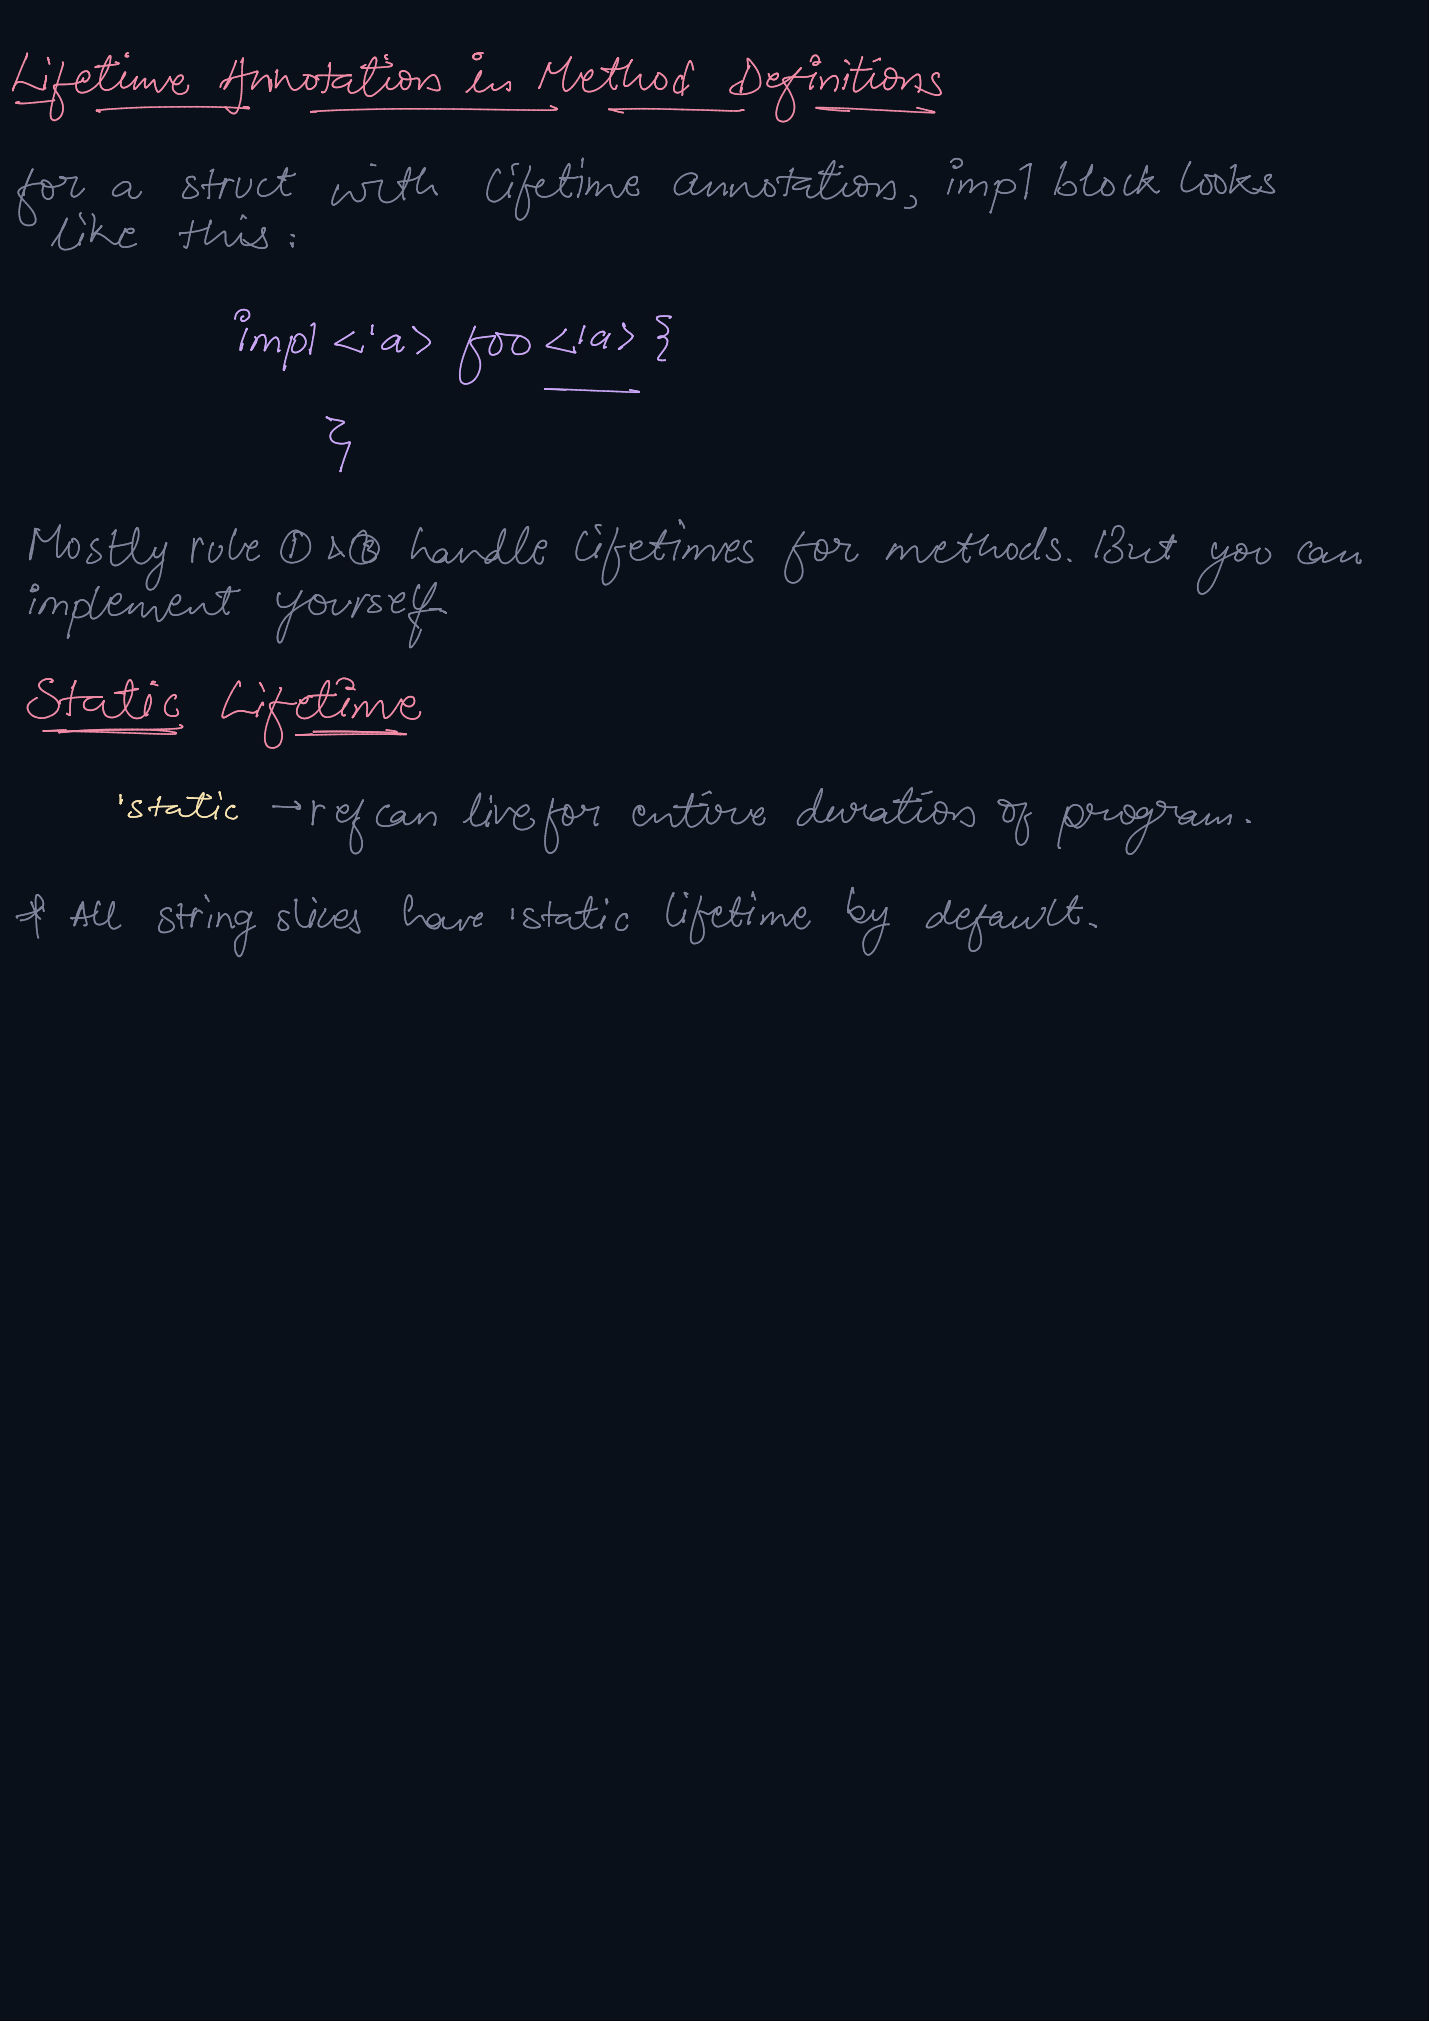 Lifetime Annotation in Method Definitions
for a struct with lifetime annotation, impl block looks
like this:
impl <'a> foo <'a> {
}
Mostly rule ① & ③ handle lifetimes for methods. But you can
implement yourself
Static Lifetime
'static → ref can live for entire duration of program.
* All string slices have 'static lifetime by default.